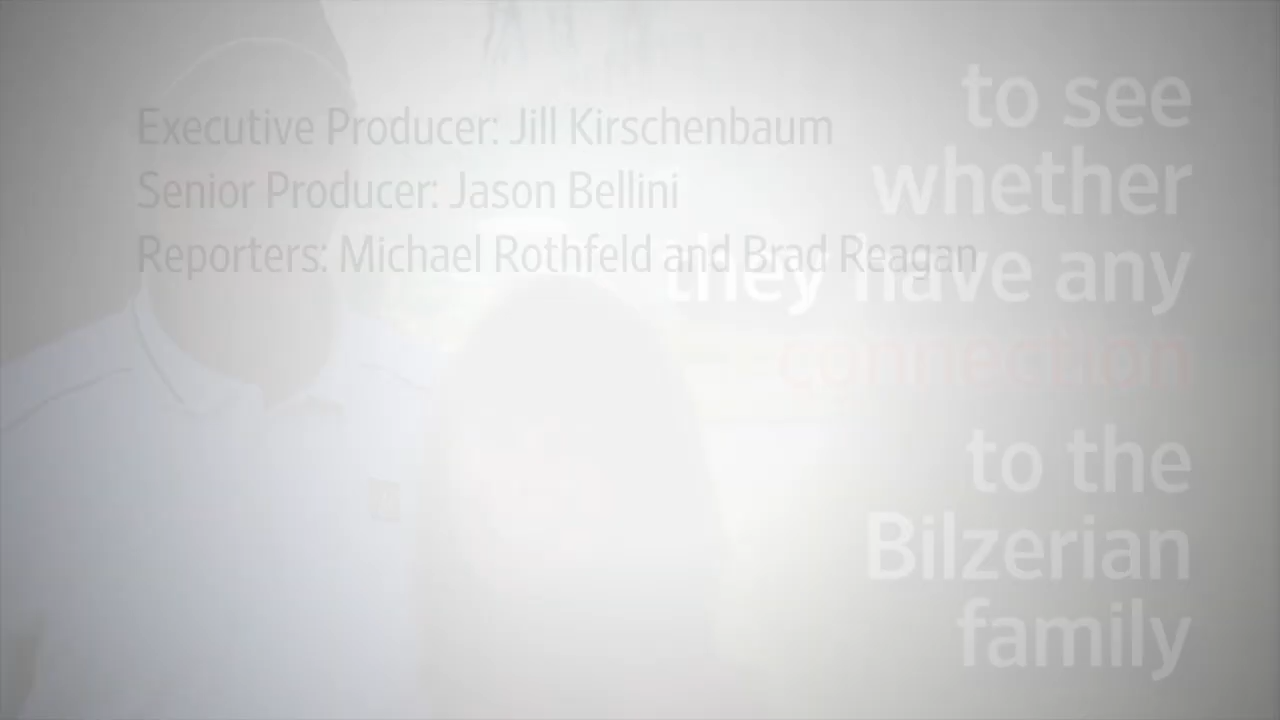 Executive Producer: Jill Kirschenbaum
Senior Producer: Jason Bellini
Reporters: Michael Rothfeld and Brad Reagan
to see
whether
they have any
connection
to the
Bilzerian
family